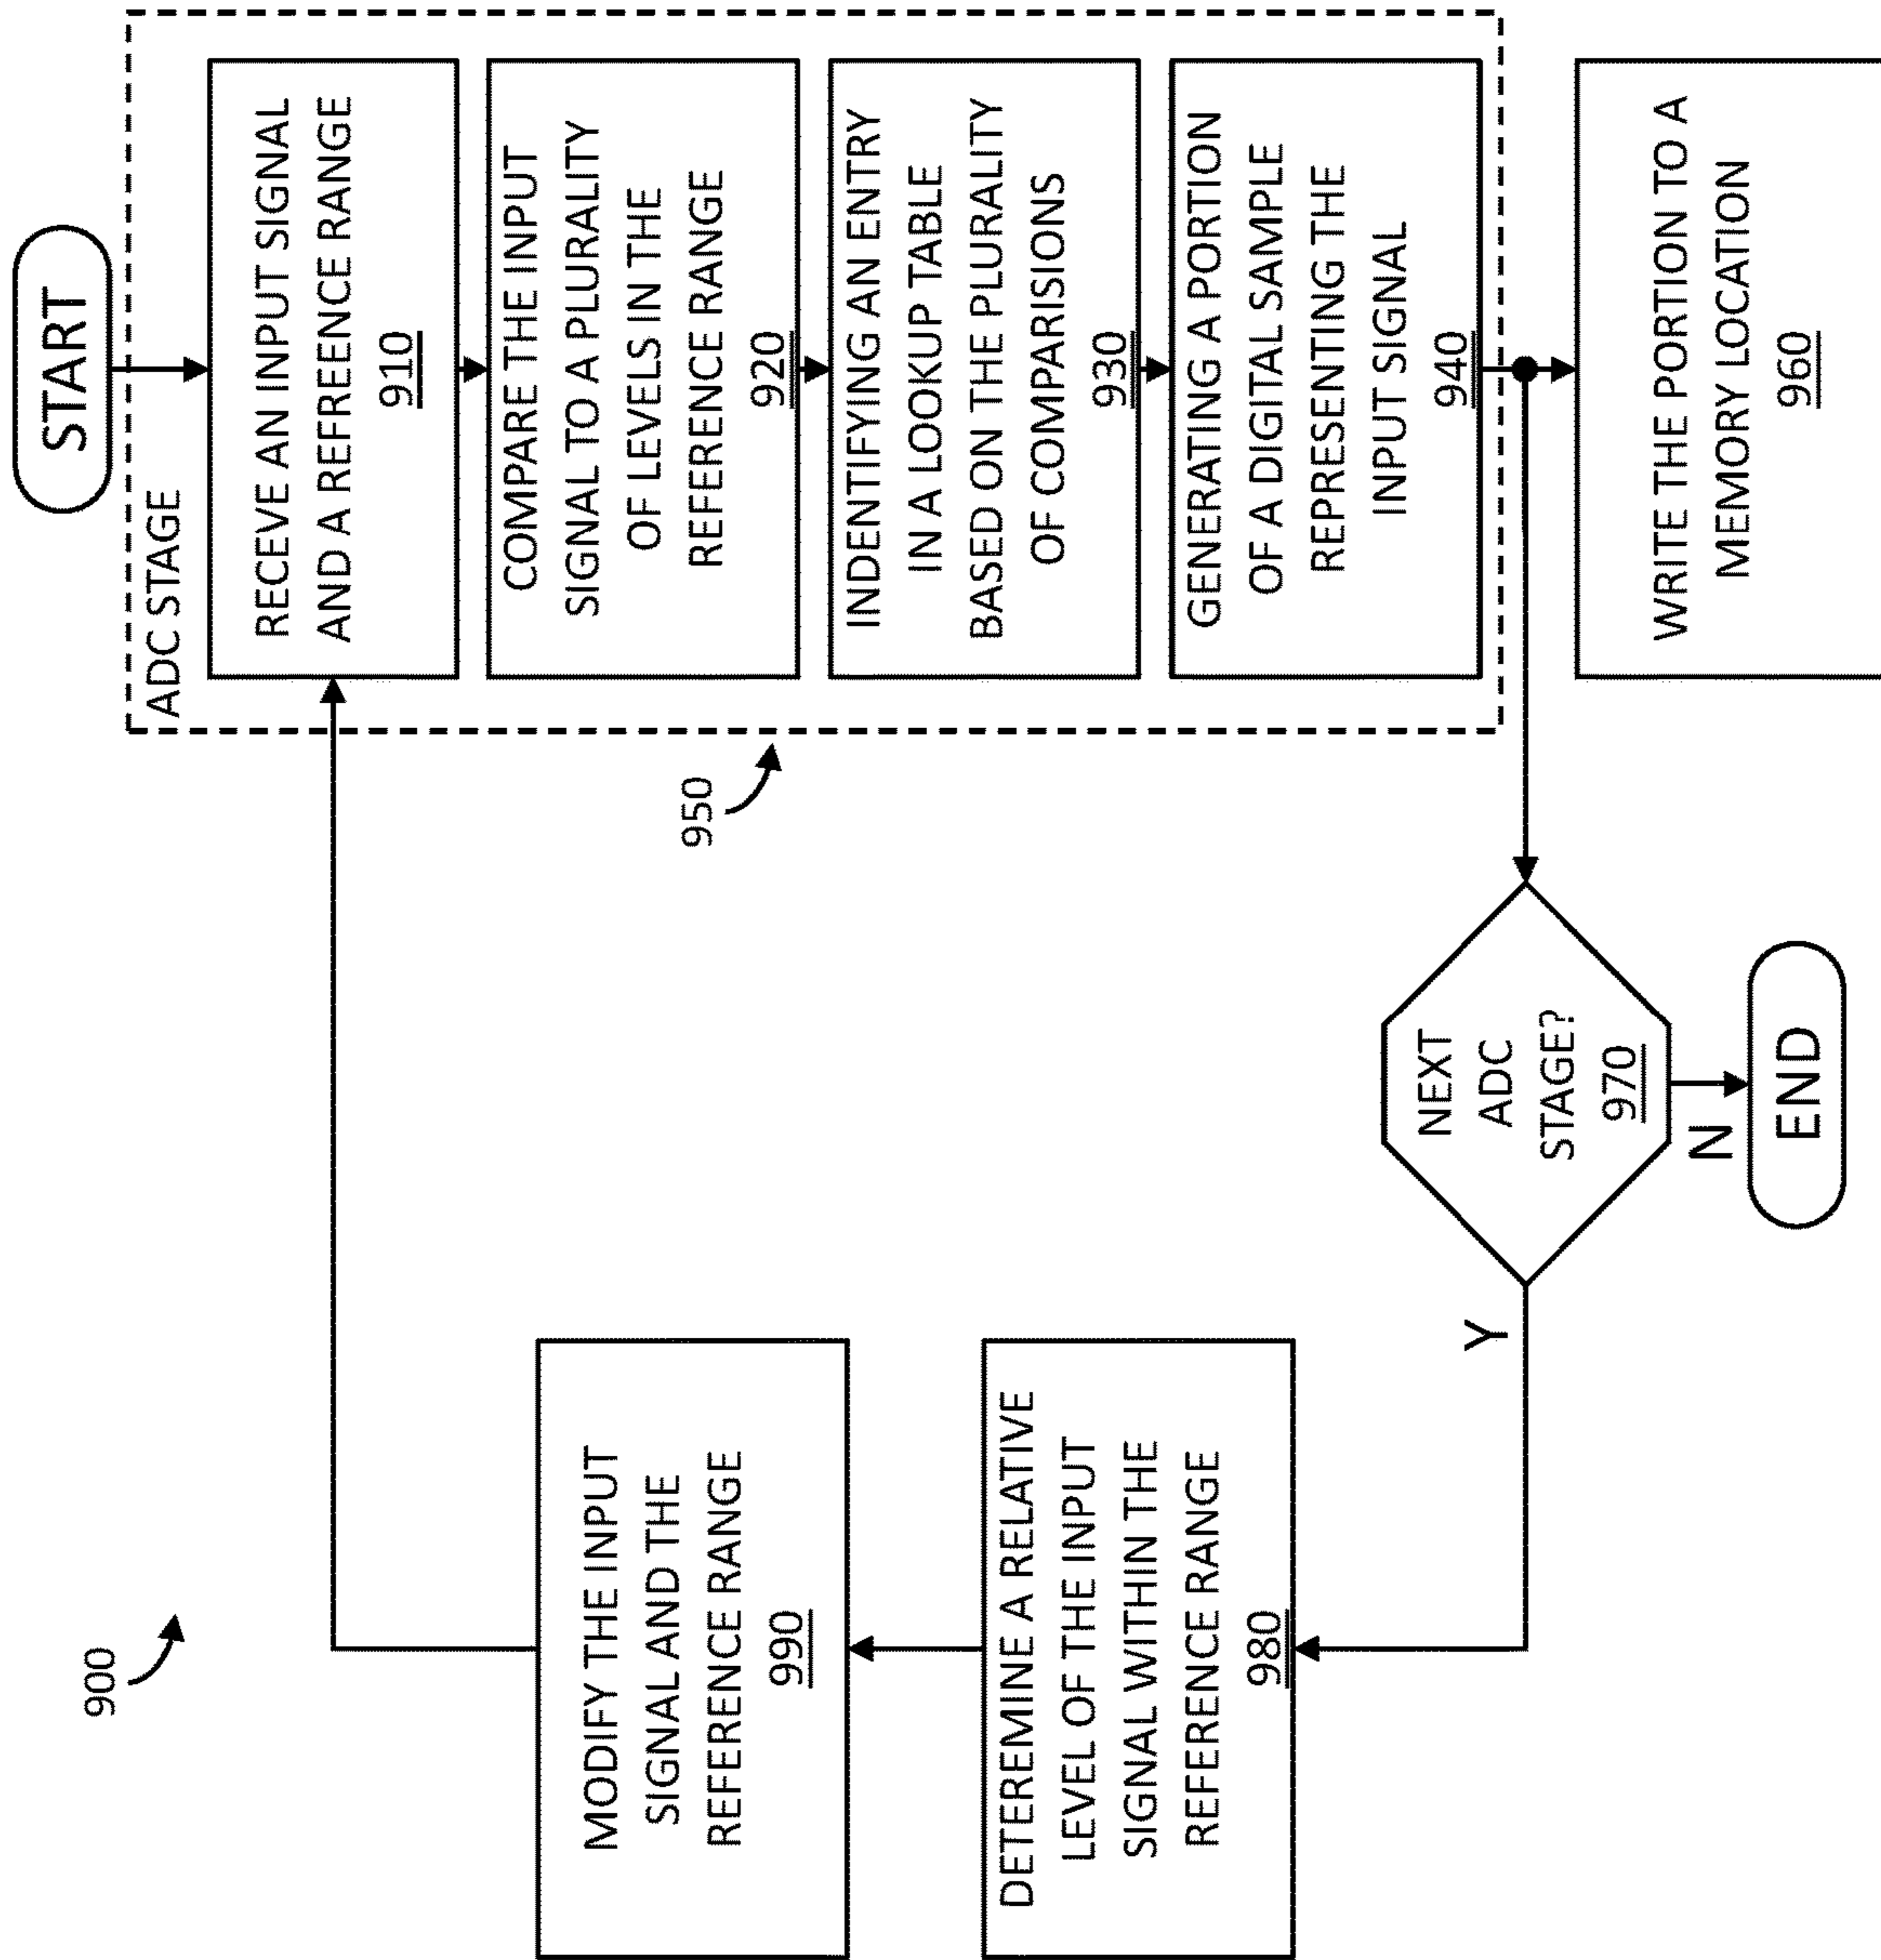 900
START
ADC STAGE
RECEVE AN INPUT SIGNAL
AND A REFREENCE RANGE
910
COMPARE THE INPUT
SIGNAL TO A PLURALITY
OF LEVELS IN THE
REFERENCE RANGE
920
INDENTIFYING AN ENTRY
IN A LOOKUP TABLE
BASED ON THE PLURALITY
OF COMPARISIONS
930
GENERATING A PORTION
OF A DIGITAL SAMPLE
REPRESENTING THE
INPUT SIGNAL
940
950
WRITE THE PORTION TO A
MEMORY LOCATION
960
NEXT
ADC
STAGE?
970
N
END
Y
DETEREMINE A RELATIVE
LEVEL OF THE INPUT
SIGNAL WITHIN THE
REFERENCE RANGE
980
MODIFY THE INPUT
SIGNAL AND THE
REFERENCE RANGE
990